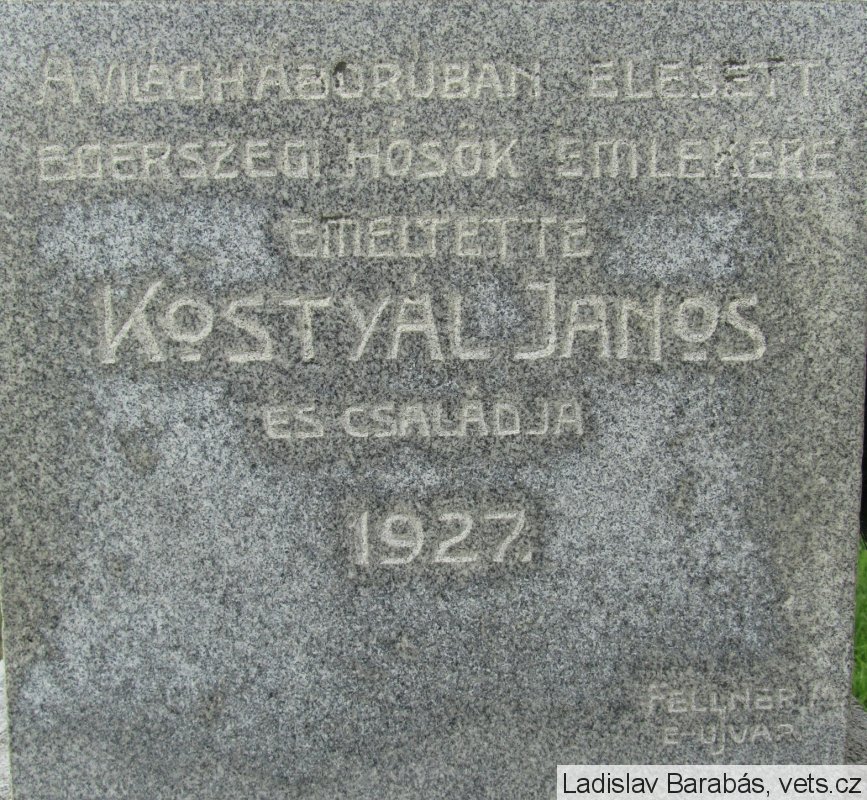 A VILÁGHÁBORÚBAN ELESETT
EGERSZEGI HŐSÖK EMLÉKÉRE
EMELTETTE
KOSTYÁL JÁNOS
ÉS CSALÁDJA
1927.
FELLNER
E-UJVÁR
Ladislav Barabás, vets.cz